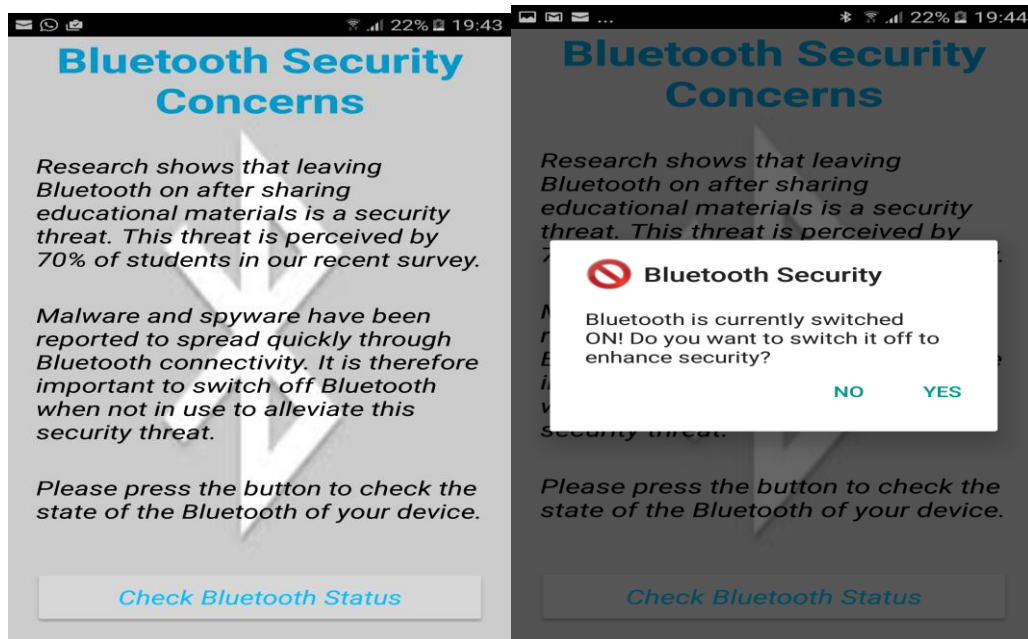 22% 19:43
Bluetooth Security
Concerns
Research shows that leaving
Bluetooth on after sharing
educational materials is a security
threat. This threat is perceived by
70% of students in our recent survey.
Malware and spyware have been
reported to spread quickly through
Bluetooth connectivity. It is therefore
important to switch off Bluetooth
when not in use to alleviate this
security threat.
Please press the button to check the
state of the Bluetooth of your device.
Check Bluetooth Status
... 22% 19:44
Bluetooth Security
Concerns
Research shows that leaving
Bluetooth on after sharing
educational materials is a security
threat. This threat is perceived by
Bluetooth Security
Bluetooth is currently switched
ON! Do you want to switch it off to
enhance security?
NO YES
security threat.
Please press the button to check the
state of the Bluetooth of your device.
Check Bluetooth Status